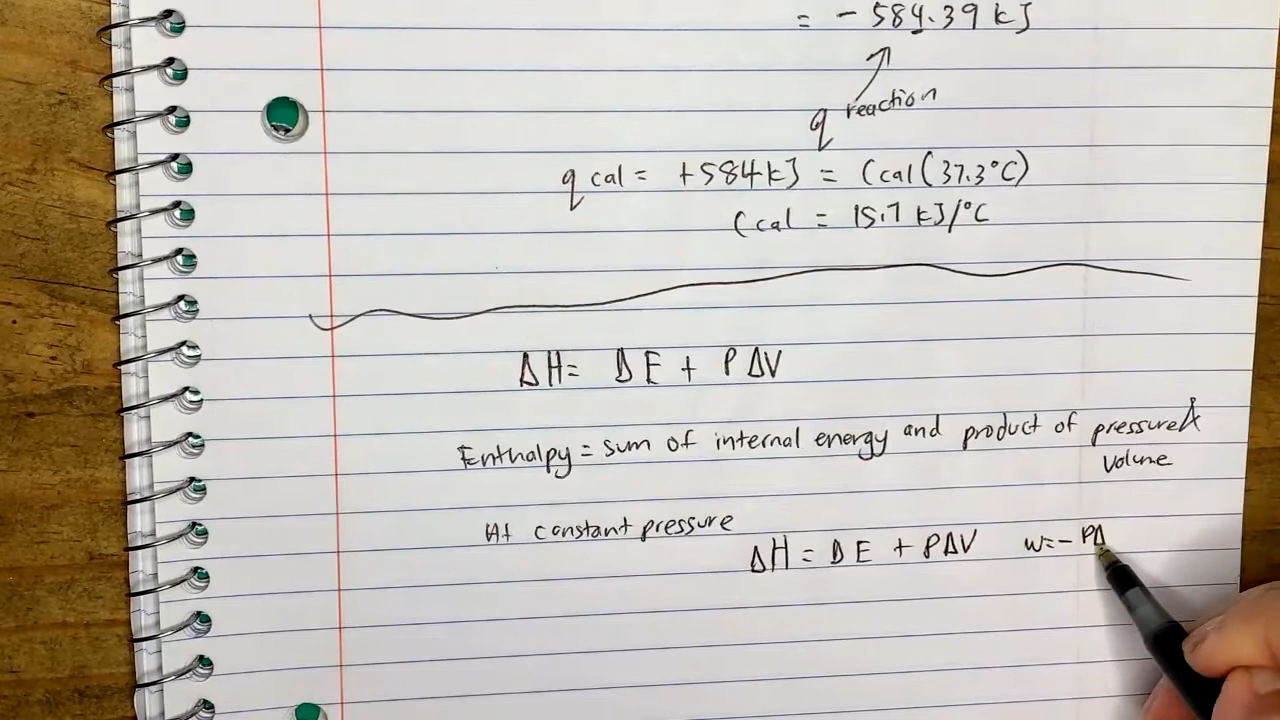 = - 584.39 kJ
q reaction
q cal = +584 kJ = Ccal (37.3°C)
Ccal = 15.7 kJ/°C
ΔH = ΔE + PΔV
Enthalpy = sum of internal energy and product of pressure &
volume
At constant pressure
ΔH = ΔE + PΔV w = - PΔ